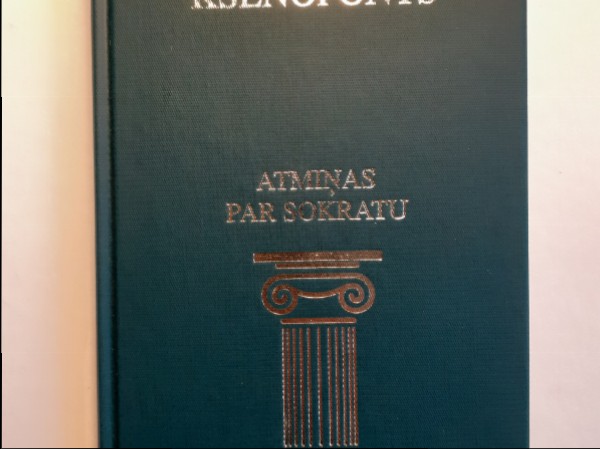 KSENOFONTS
ATMIŅAS
PAR SOKRATU